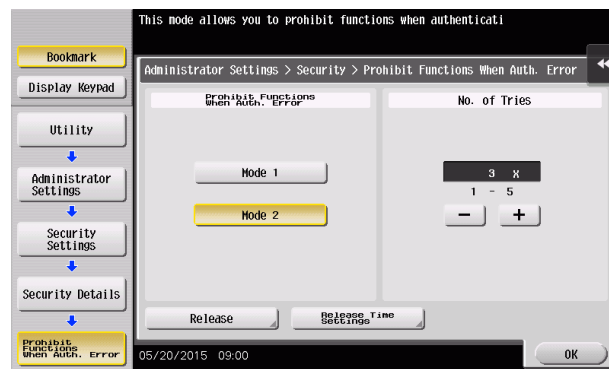 This mode allows you to prohibit functions when authenticati
Bookmark
Display Keypad
Utility
Administrator
Settings
Security
Settings
Security Details
Prohibit
Functions
When Auth. Error
Administrator Settings > Security > Prohibit Functions When Auth. Error
Prohibit Functions
When Auth. Error
Mode 1
Mode 2
No. of Tries
3 X
1 - 5
− +
Release
Release Time
Settings
05/20/2015 09:00
OK